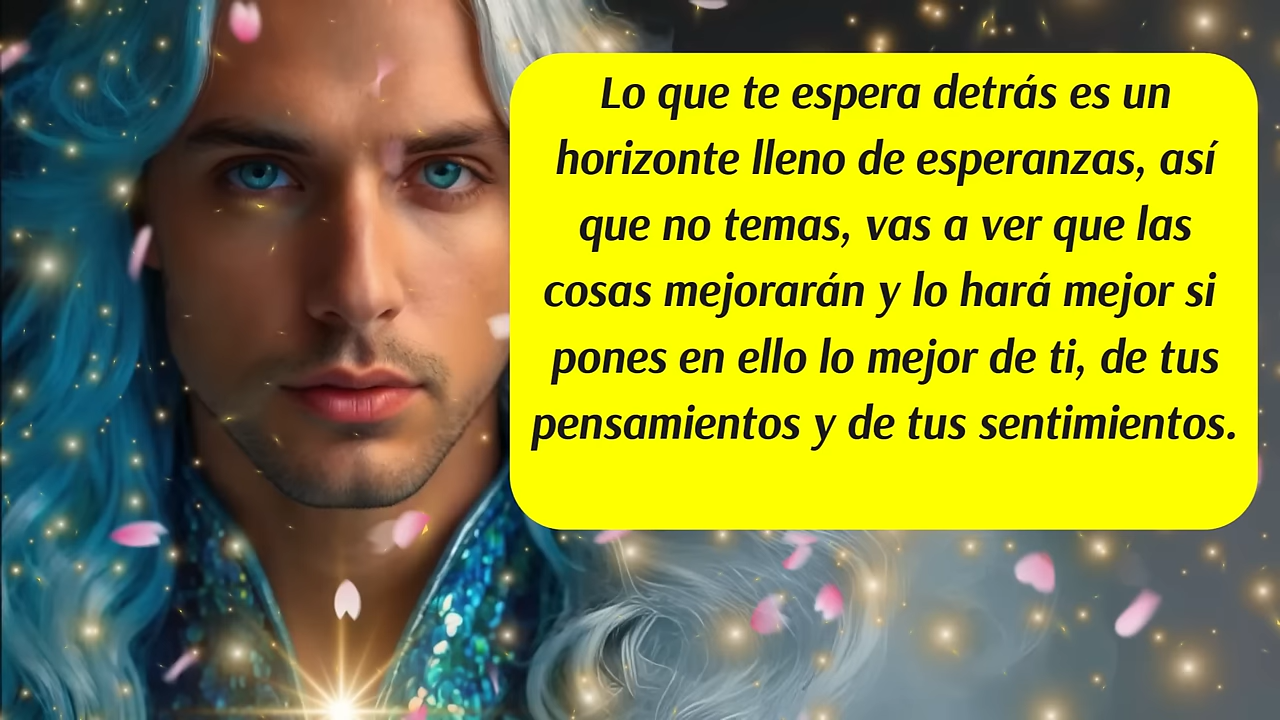 Lo que te espera detrás es un
horizonte lleno de esperanzas, así
que no temas, vas a ver que las
cosas mejorarán y lo hará mejor si
pones en ello lo mejor de ti, de tus
pensamientos y de tus sentimientos.